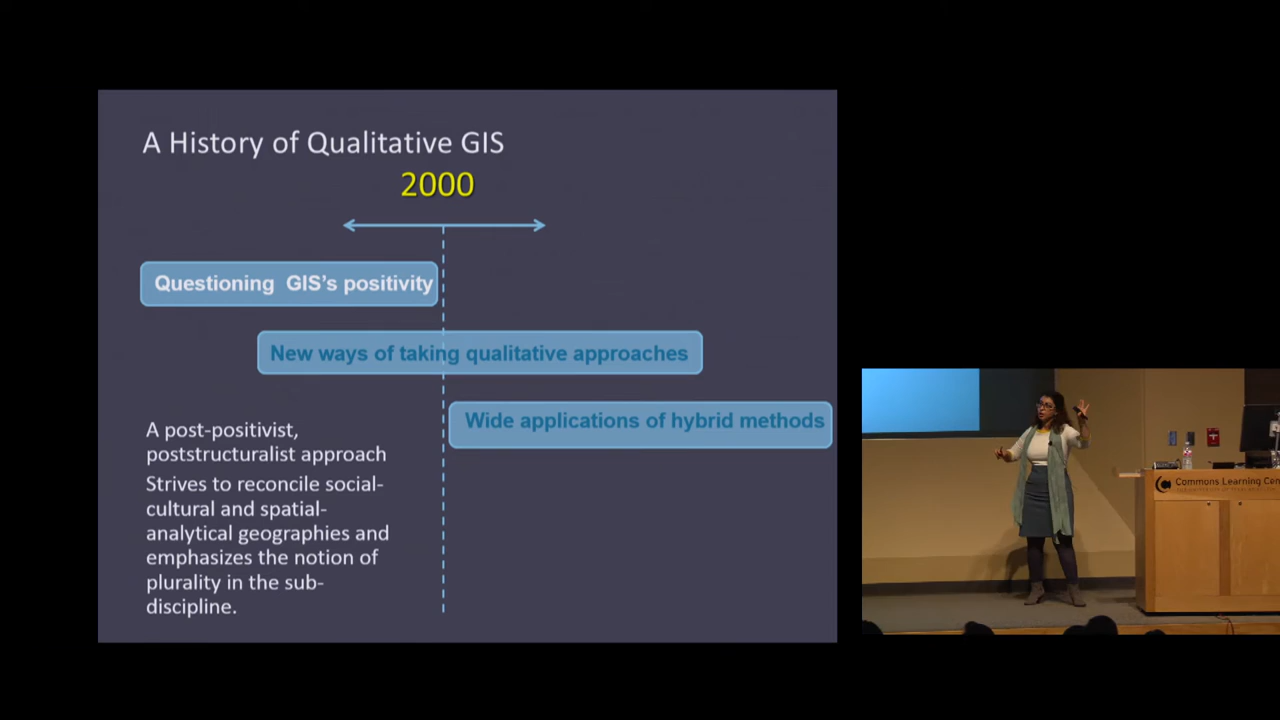 A History of Qualitative GIS
2000
Questioning GIS's positivity
New ways of taking qualitative approaches
Wide applications of hybrid methods
A post-positivist,
poststructuralist approach
Strives to reconcile social-
cultural and spatial-
analytical geographies and
emphasizes the notion of
plurality in the sub-
discipline.
Commons Learning